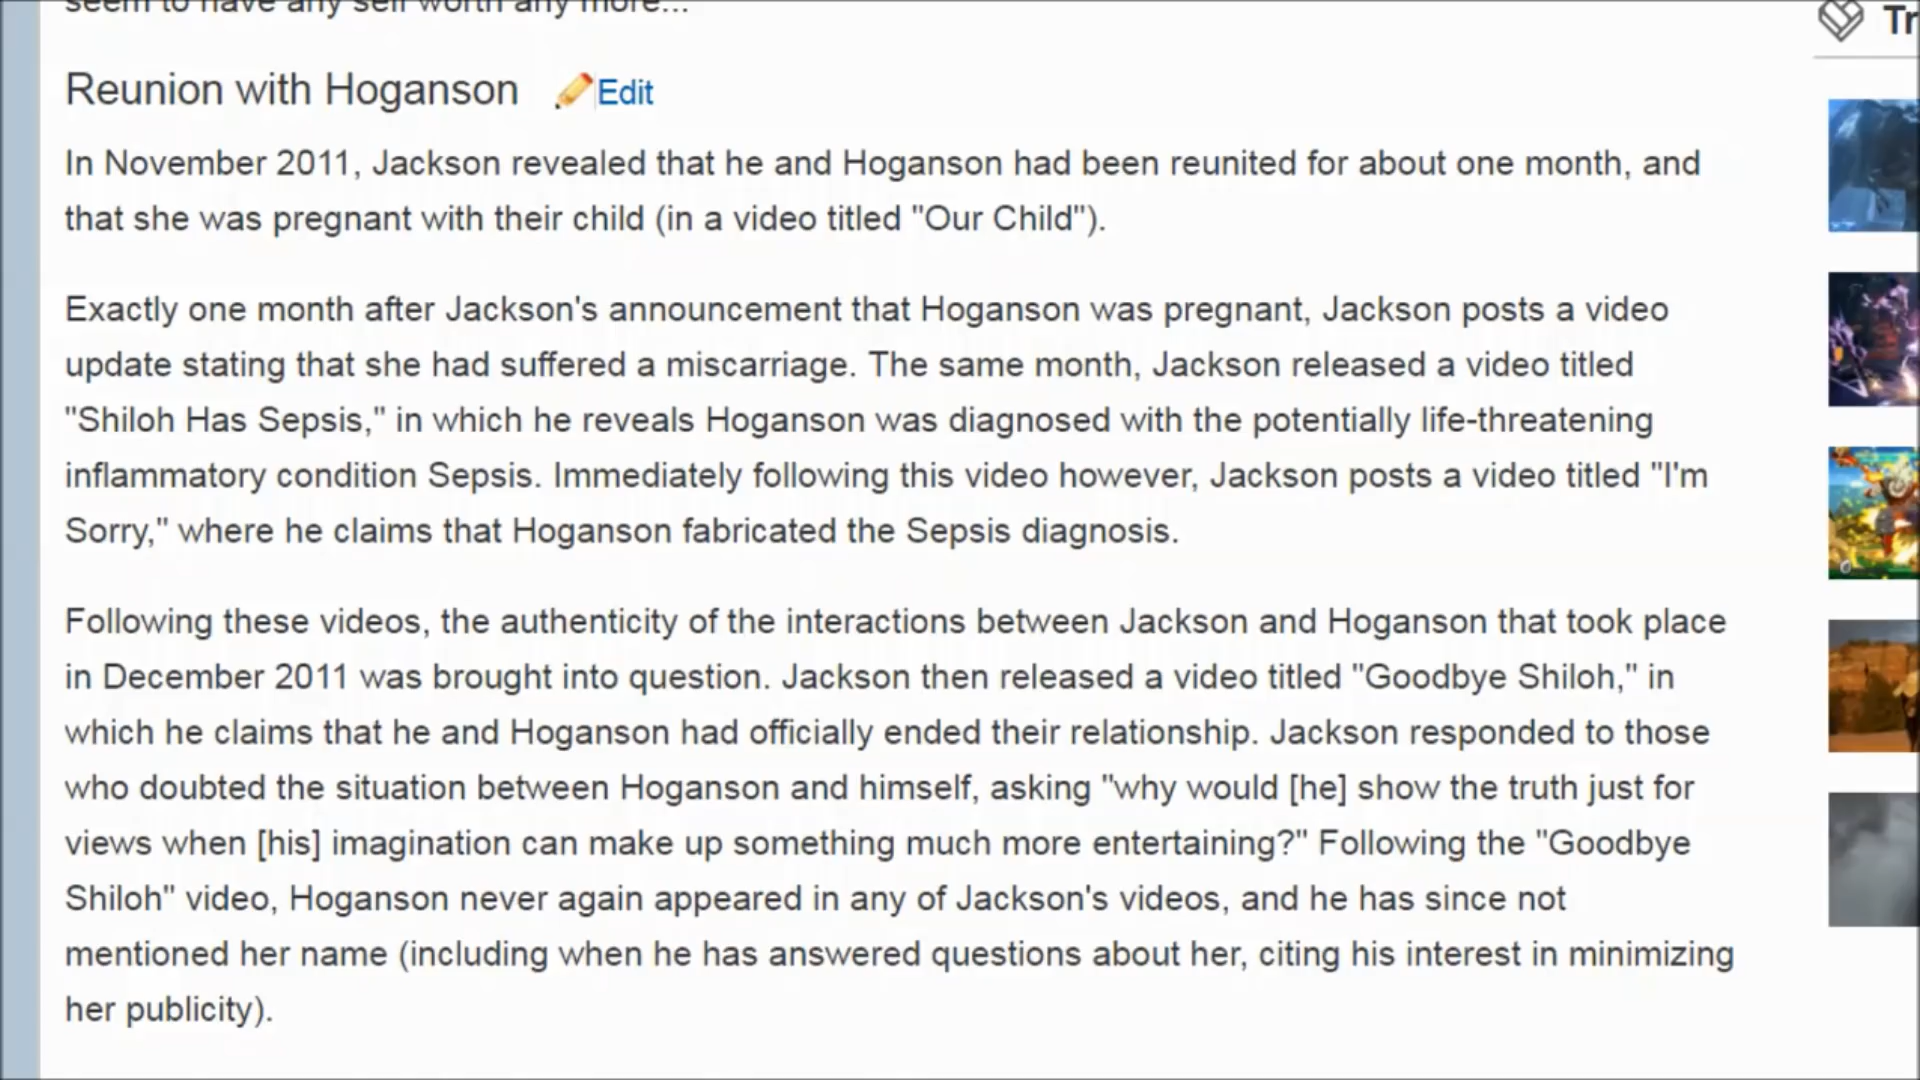 seem to have any self worth any more...
Tr
Reunion with Hoganson Edit
In November 2011, Jackson revealed that he and Hoganson had been reunited for about one month, and
that she was pregnant with their child (in a video titled "Our Child").
Exactly one month after Jackson's announcement that Hoganson was pregnant, Jackson posts a video
update stating that she had suffered a miscarriage. The same month, Jackson released a video titled
"Shiloh Has Sepsis," in which he reveals Hoganson was diagnosed with the potentially life-threatening
inflammatory condition Sepsis. Immediately following this video however, Jackson posts a video titled "I'm
Sorry," where he claims that Hoganson fabricated the Sepsis diagnosis.
Following these videos, the authenticity of the interactions between Jackson and Hoganson that took place
in December 2011 was brought into question. Jackson then released a video titled "Goodbye Shiloh," in
which he claims that he and Hoganson had officially ended their relationship. Jackson responded to those
who doubted the situation between Hoganson and himself, asking "why would [he] show the truth just for
views when [his] imagination can make up something much more entertaining?" Following the "Goodbye
Shiloh" video, Hoganson never again appeared in any of Jackson's videos, and he has since not
mentioned her name (including when he has answered questions about her, citing his interest in minimizing
her publicity).